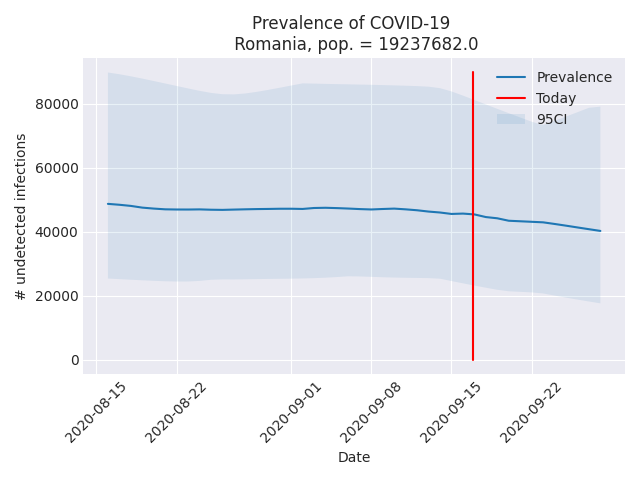 Prevalence of COVID-19
Romania, pop. = 19237682.0
Prevalence
Today
95CI
# undetected infections
80000
60000
40000
20000
0
2020-08-15
2020-08-22
2020-09-01
2020-09-08
2020-09-15
2020-09-22
Date